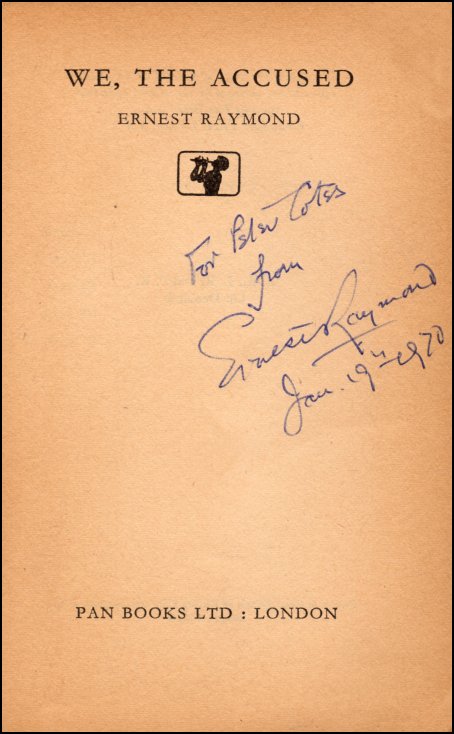 WE, THE ACCUSED
ERNEST RAYMOND
For Peter Cotes
from
Ernest Raymond
Jan. 19th 1970
PAN BOOKS LTD : LONDON